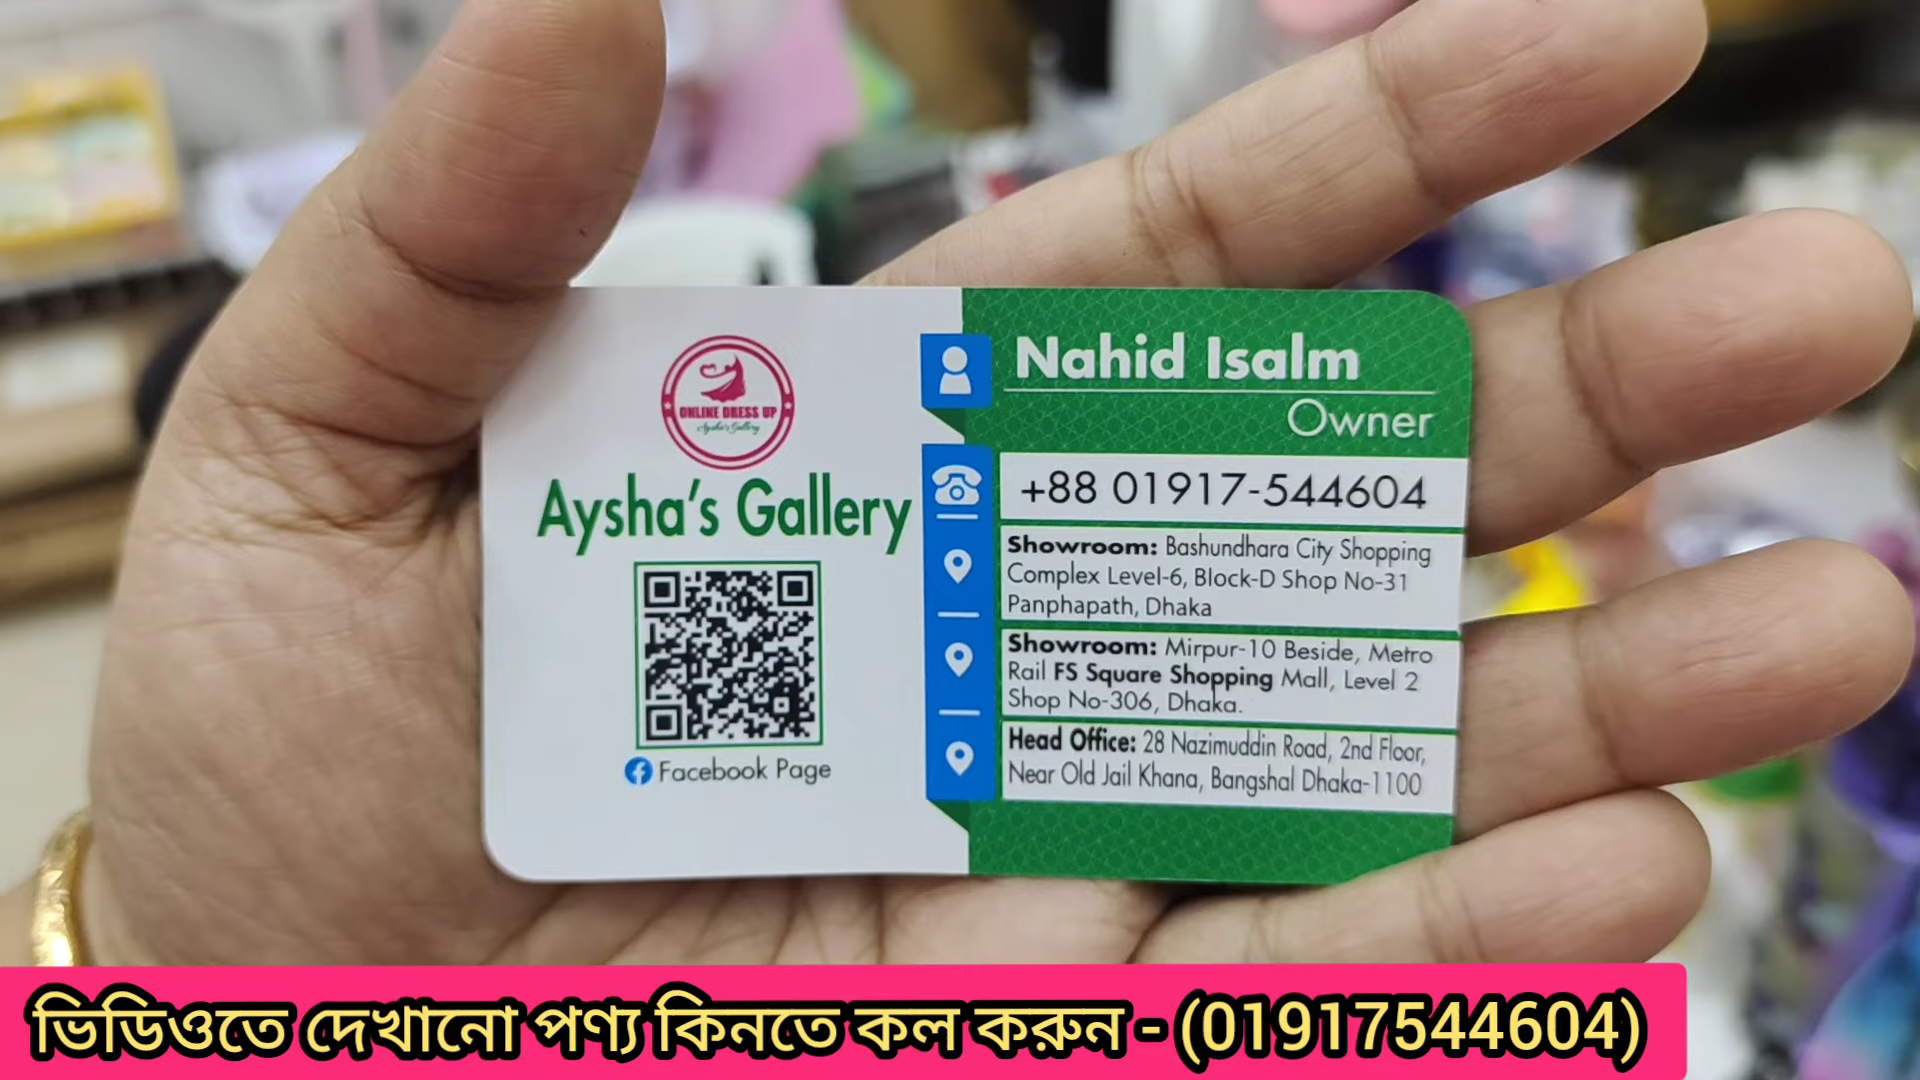 ONLINE DRESS UP
Aysha's Gallery
Aysha's Gallery
Facebook Page
Nahid Isalm
Owner
+88 01917-544604
Showroom: Bashundhara City Shopping
Complex Level-6, Block-D Shop No-31
Panphapath, Dhaka
Showroom: Mirpur-10 Beside, Metro
Rail FS Square Shopping Mall, Level 2
Shop No-306, Dhaka.
Head Office: 28 Nazimuddin Road, 2nd Floor,
Near Old Jail Khana, Bangshal Dhaka-1100
ভিডিওতে দেখানো পণ্য কিনতে কল করুন - (01917544604)